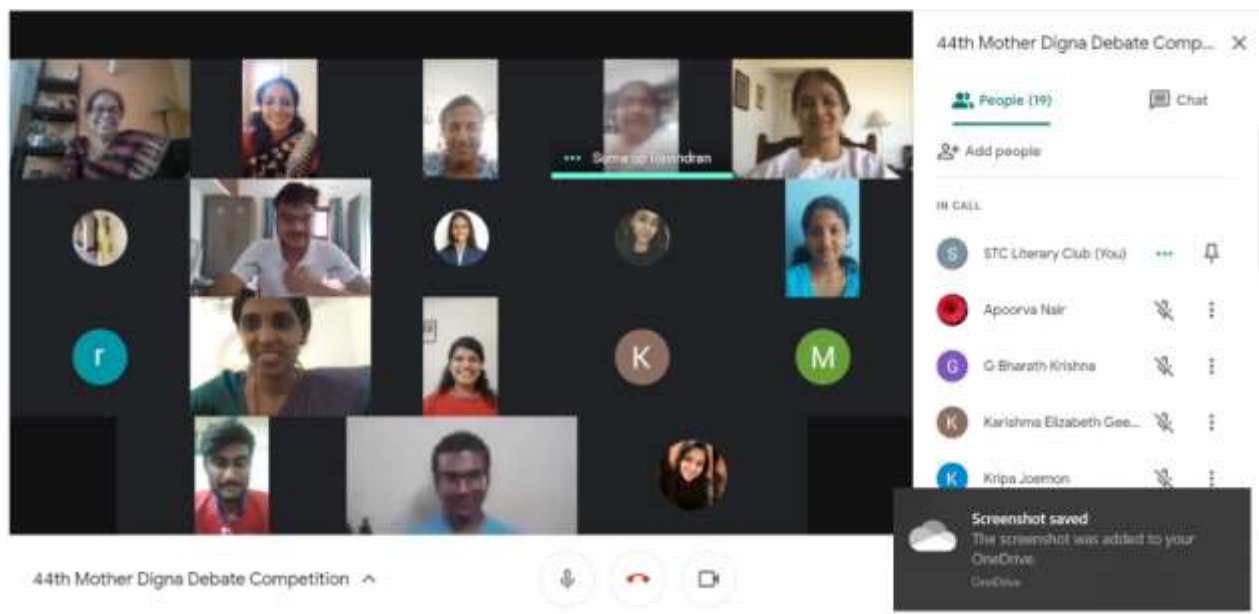 44th Mother Digna Debate Comp...
People (19)
Chat
Add people
IN CALL
S
STC Literary Club (You)
Apoorva Nair
G
G Bharath Krishna
K
Karishma Elizabeth Gee...
K
Kripa Joemon
Ravindran
r
K
M
Screenshot saved
The screenshot was added to your
OneDrive.
OneDrive
44th Mother Digna Debate Competition